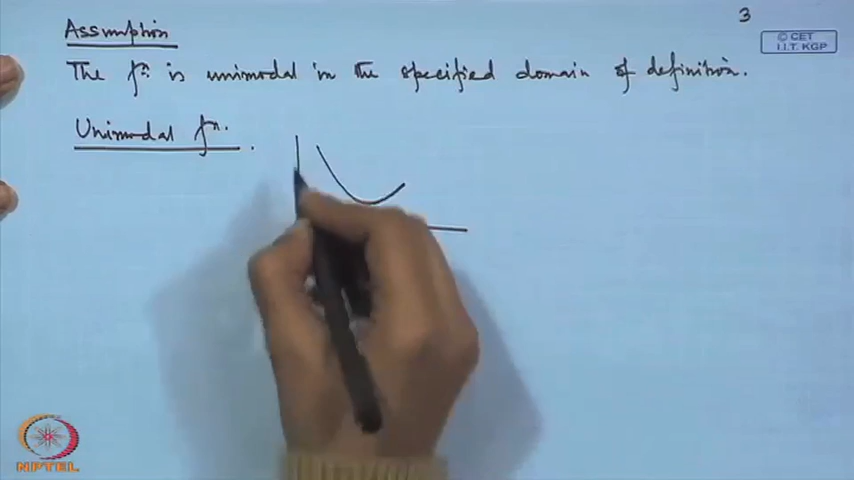 3
© CET
I.I.T. KGP
Assumption
The fn. is unimodal in the specified domain of definition.
Unimodal fn.
NPTEL